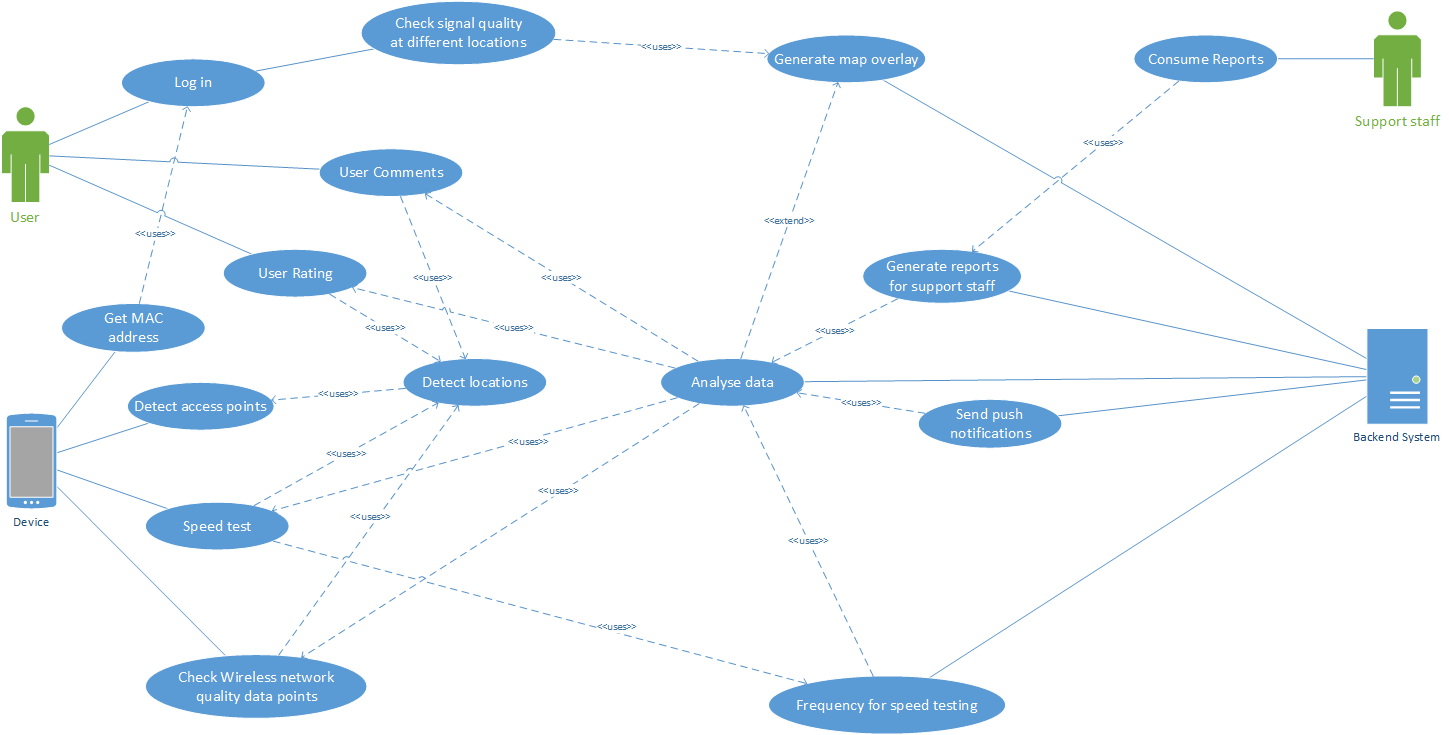 Check signal quality
at different locations
<<uses>>
Generate map overlay
Consume Reports
Support staff
Log in
User
<<uses>>
User Comments
<<extend>>
<<uses>>
User Rating
<<uses>>
<<uses>>
Generate reports
for support staff
Get MAC
address
<<uses>>
<<uses>>
<<uses>>
Detect locations
Analyse data
Backend System
Detect access points
<<uses>>
<<uses>>
Send push
notifications
<<uses>>
<<uses>>
<<uses>>
Device
Speed test
<<uses>>
<<uses>>
<<uses>>
Check Wireless network
quality data points
Frequency for speed testing